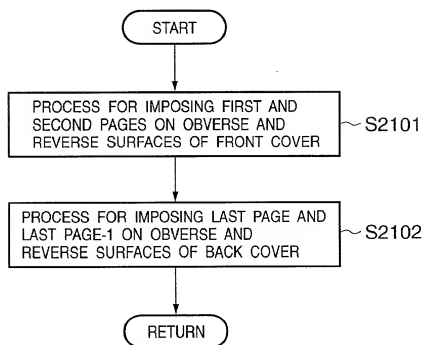 START
PROCESS FOR IMPOSING FIRST AND
SECOND PAGES ON OBVERSE AND
REVERSE SURFACES OF FRONT COVER
S2101
PROCESS FOR IMPOSING LAST PAGE AND
LAST PAGE-1 ON OBVERSE AND
REVERSE SURFACES OF BACK COVER
S2102
RETURN